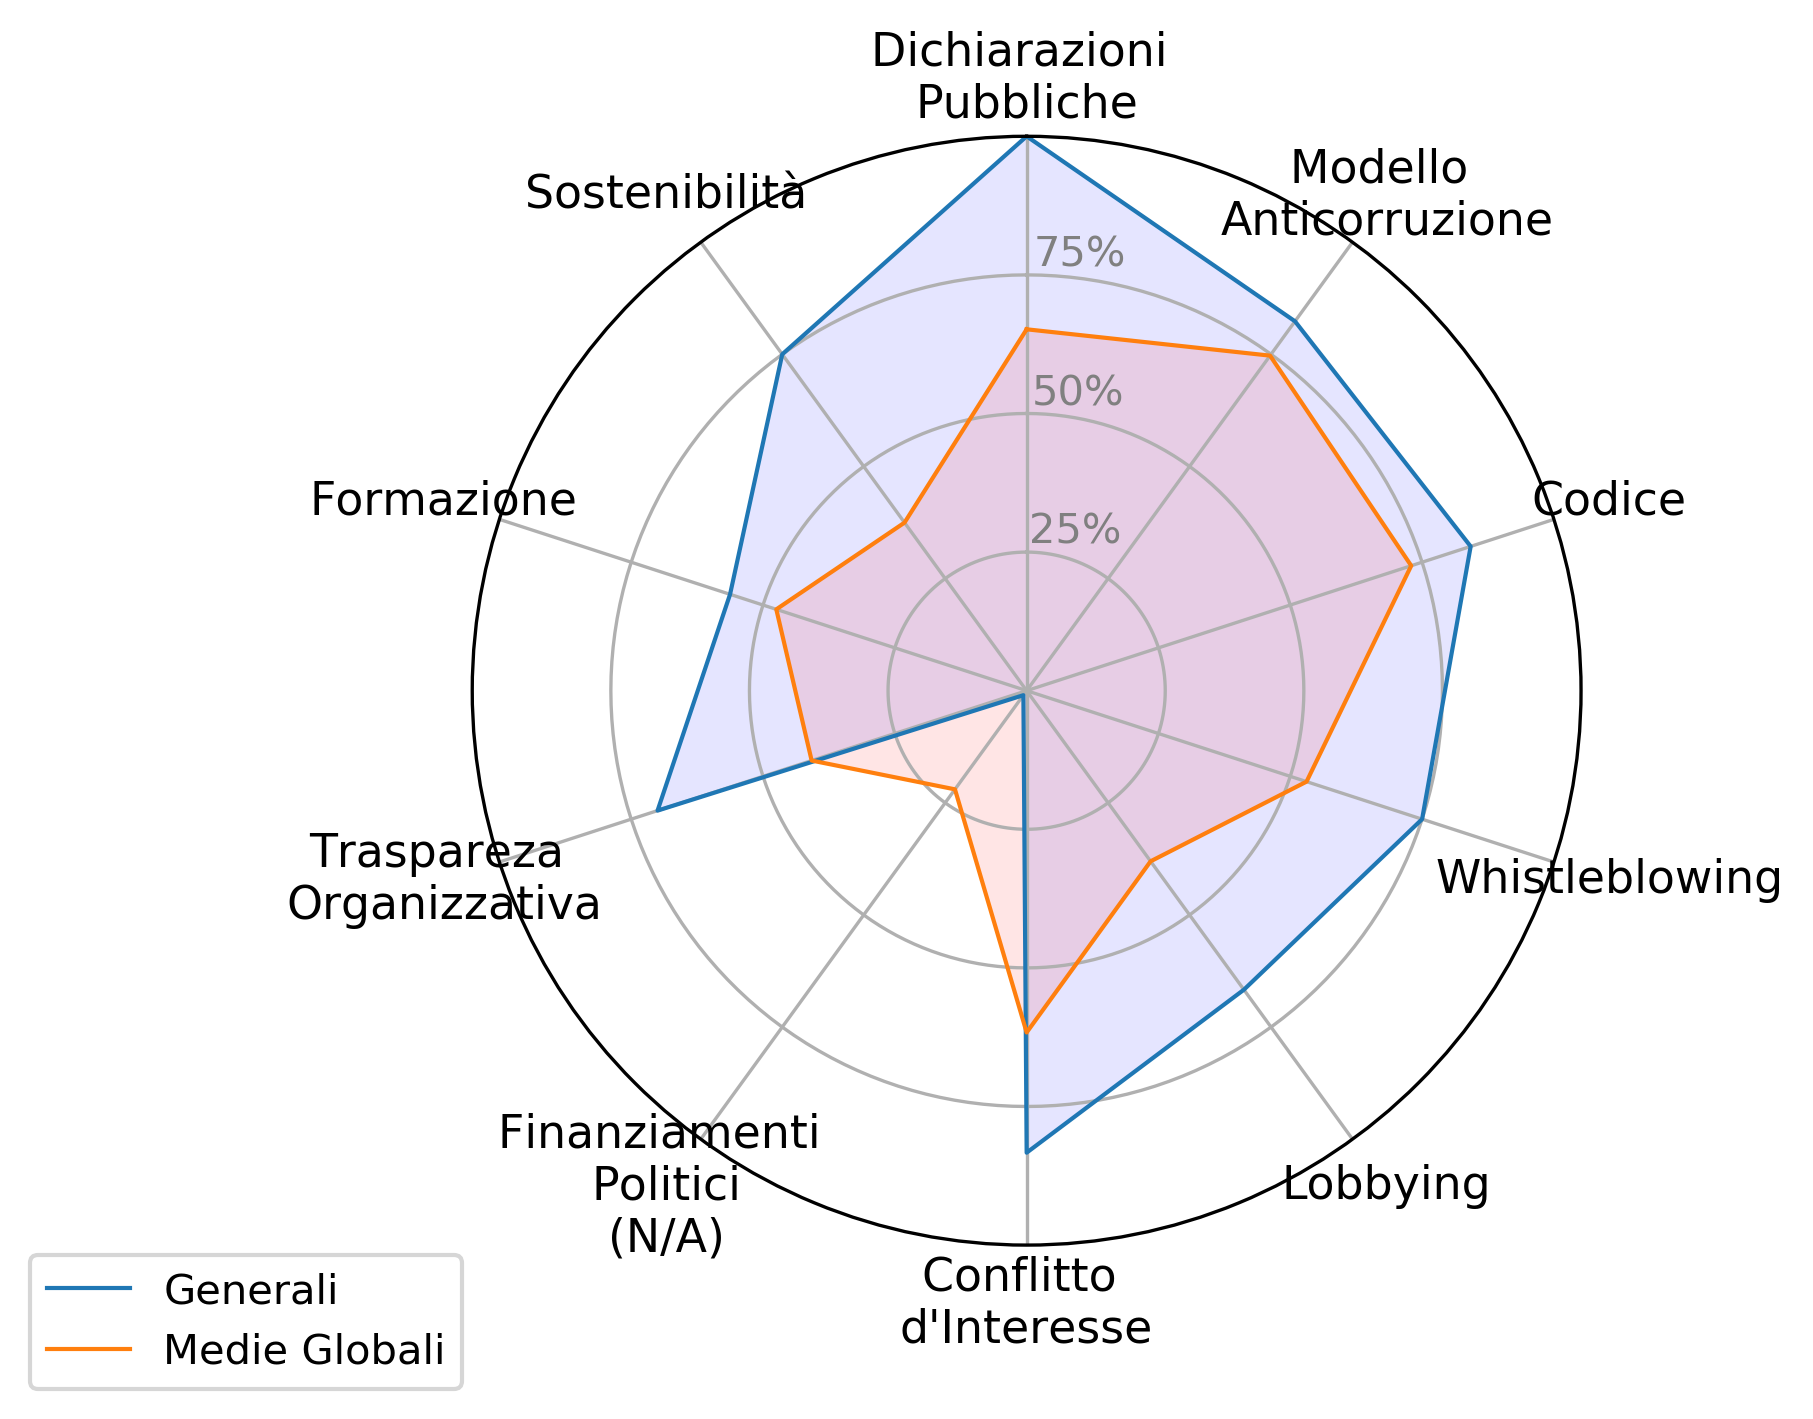 Dichiarazioni
Pubbliche
Modello
Anticorruzione
Sostenibilità
75%
50%
25%
Formazione
Codice
Traspareza
Organizzativa
Whistleblowing
Finanziamenti
Politici
(N/A)
Lobbying
Conflitto
d'Interesse
Generali
Medie Globali